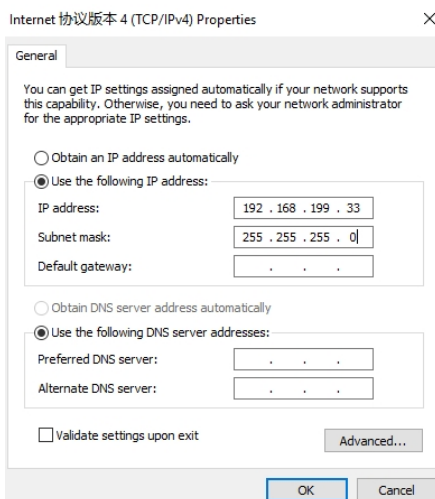 Internet 协议版本 4 (TCP/IPv4) Properties
General
You can get IP settings assigned automatically if your network supports
this capability. Otherwise, you need to ask your network administrator
for the appropriate IP settings.
Obtain an IP address automatically
Use the following IP address:
IP address: 192 . 168 . 199 . 33
Subnet mask: 255 . 255 . 255 . 0
Default gateway: . . .
Obtain DNS server address automatically
Use the following DNS server addresses:
Preferred DNS server: . . .
Alternate DNS server: . . .
Validate settings upon exit
Advanced...
OK Cancel